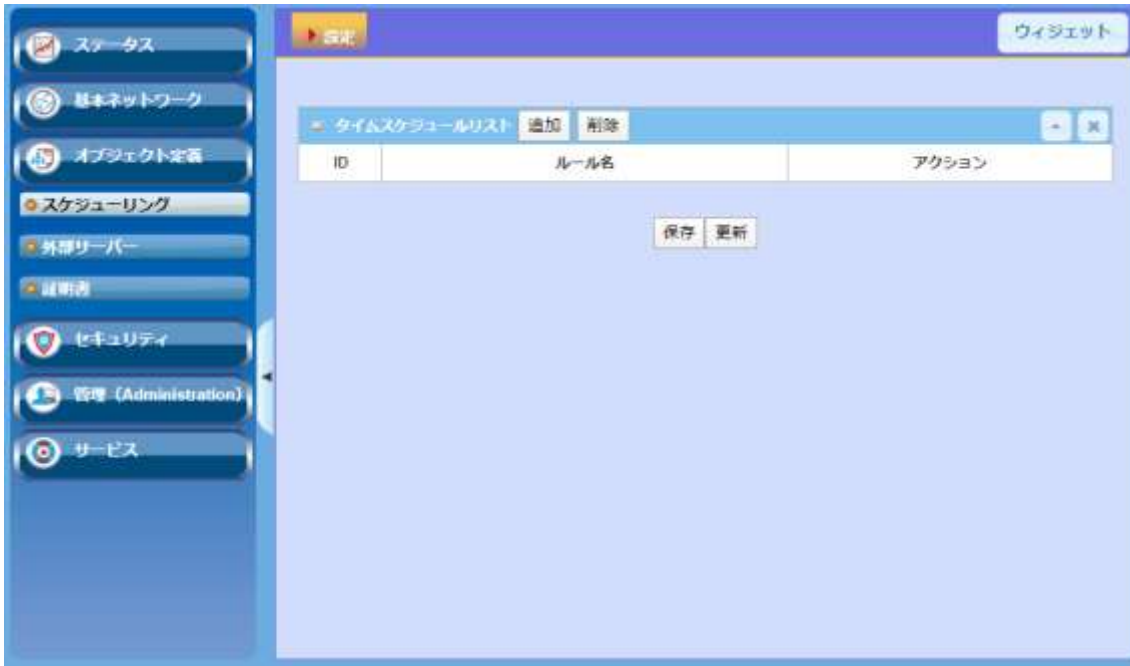 ステータス
基本ネットワーク
オブジェクト定義
スケジューリング
外部サーバー
証明書
セキュリティ
管理（Administration）
サービス
設定
ウィジェット
タイムスケジュールリスト 追加 削除
ID ルール名 アクション
保存 更新